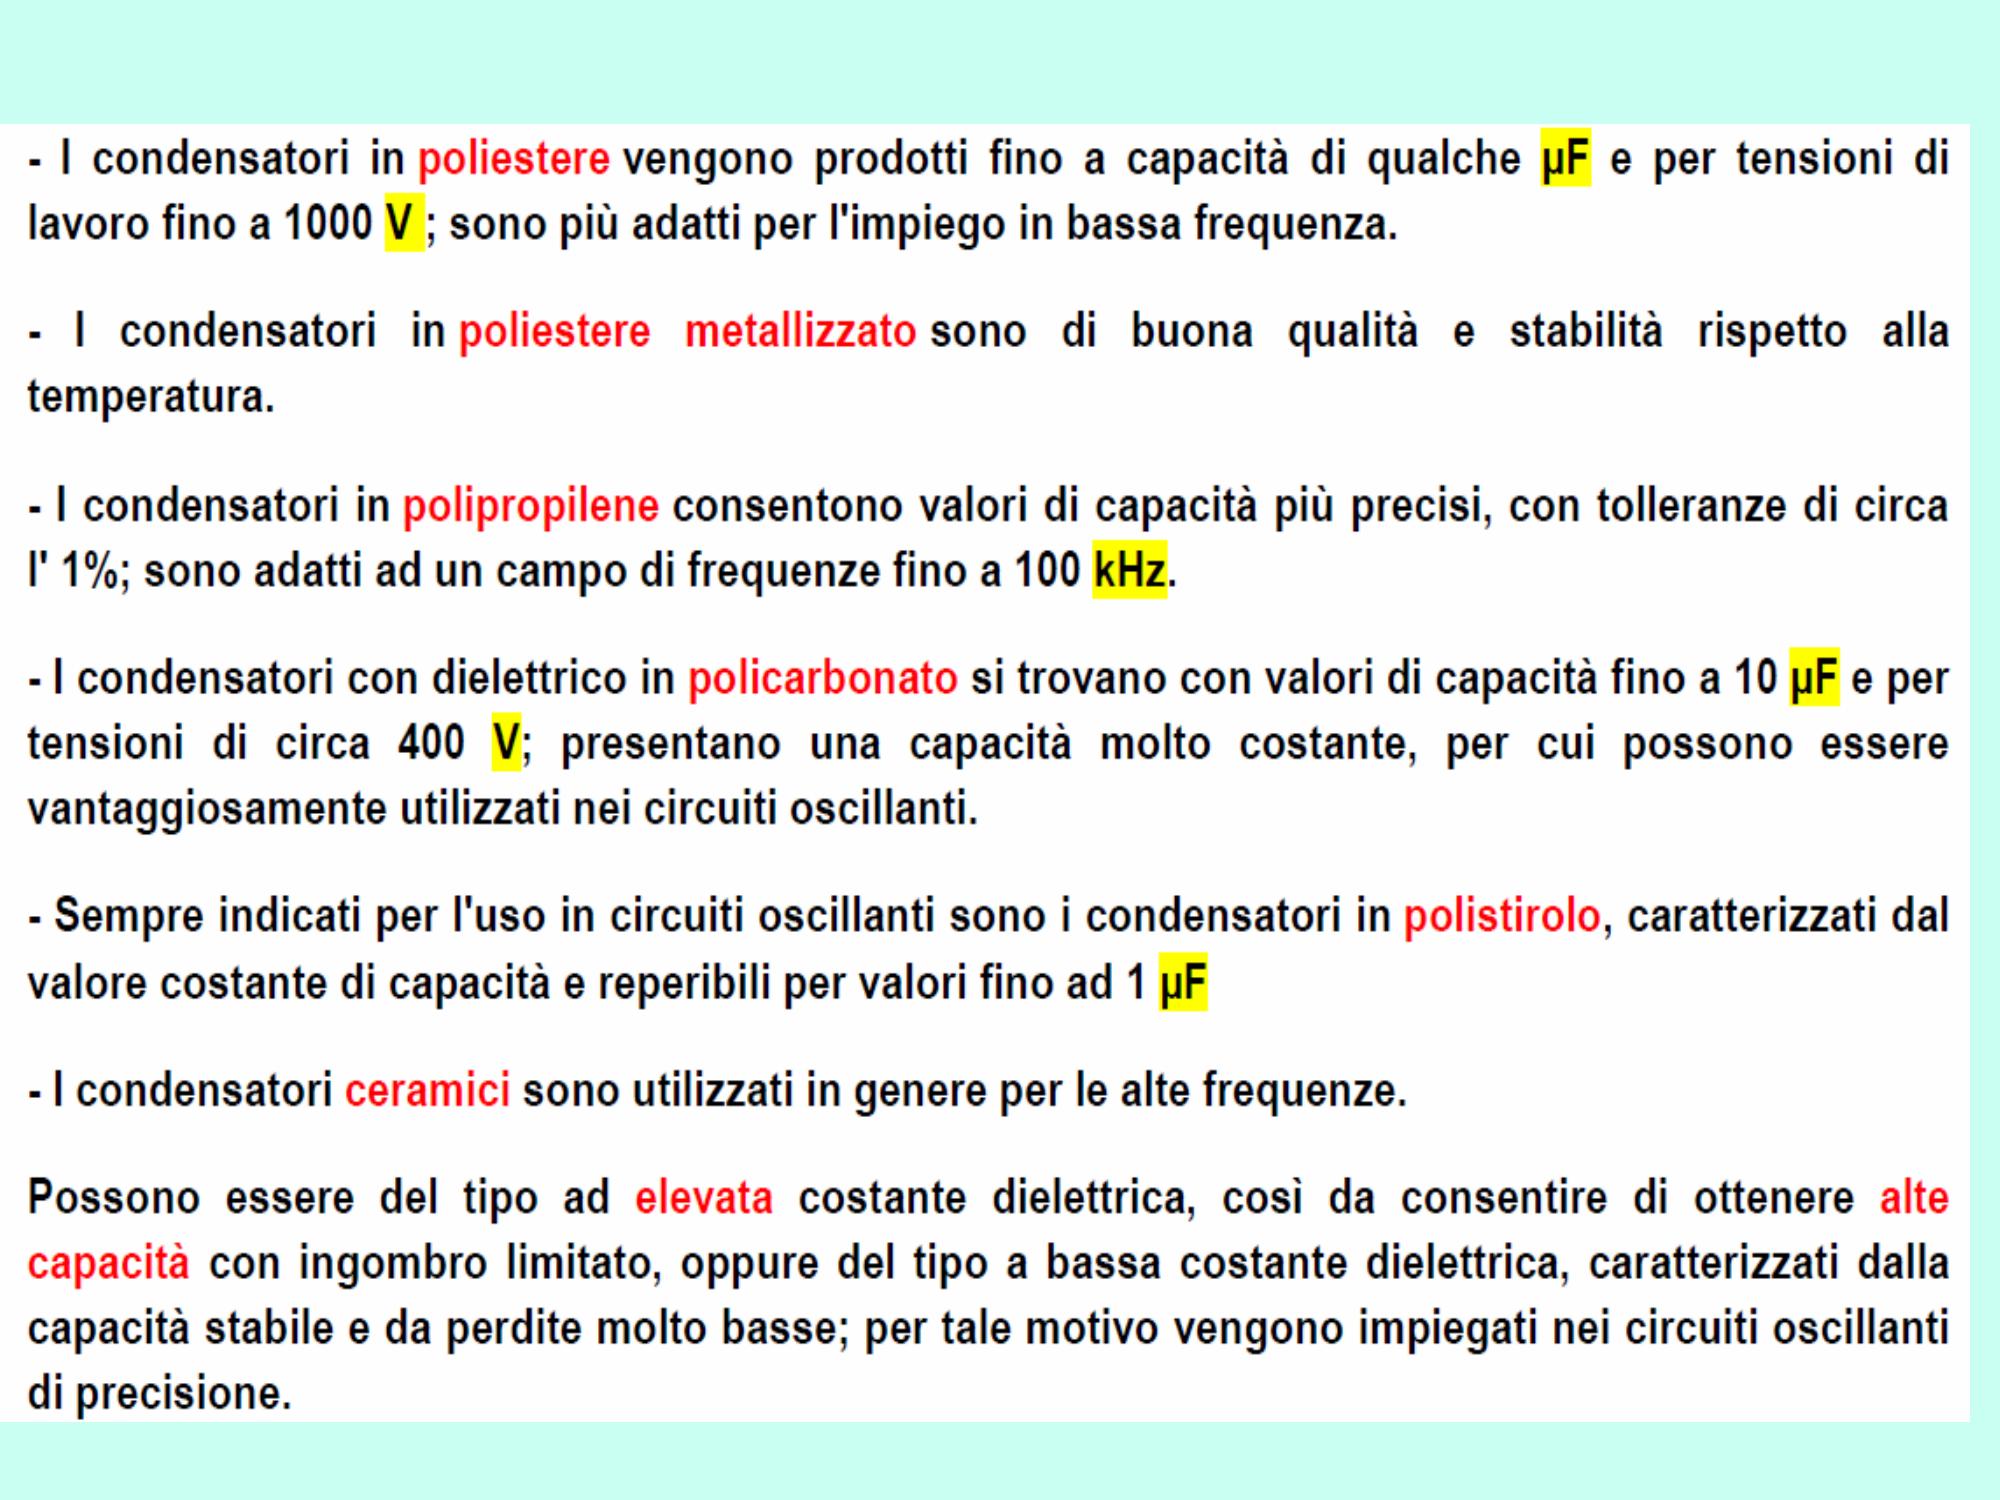 - I condensatori in poliestere vengono prodotti fino a capacità di qualche µF e per tensioni di
lavoro fino a 1000 V ; sono più adatti per l'impiego in bassa frequenza.
- I condensatori in poliestere metallizzato sono di buona qualità e stabilità rispetto alla
temperatura.
- I condensatori in polipropilene consentono valori di capacità più precisi, con tolleranze di circa
l' 1%; sono adatti ad un campo di frequenze fino a 100 kHz.
- I condensatori con dielettrico in policarbonato si trovano con valori di capacità fino a 10 µF e per
tensioni di circa 400 V; presentano una capacità molto costante, per cui possono essere
vantaggiosamente utilizzati nei circuiti oscillanti.
- Sempre indicati per l'uso in circuiti oscillanti sono i condensatori in polistirolo, caratterizzati dal
valore costante di capacità e reperibili per valori fino ad 1 µF
- I condensatori ceramici sono utilizzati in genere per le alte frequenze.
Possono essere del tipo ad elevata costante dielettrica, così da consentire di ottenere alte
capacità con ingombro limitato, oppure del tipo a bassa costante dielettrica, caratterizzati dalla
capacità stabile e da perdite molto basse; per tale motivo vengono impiegati nei circuiti oscillanti
di precisione.